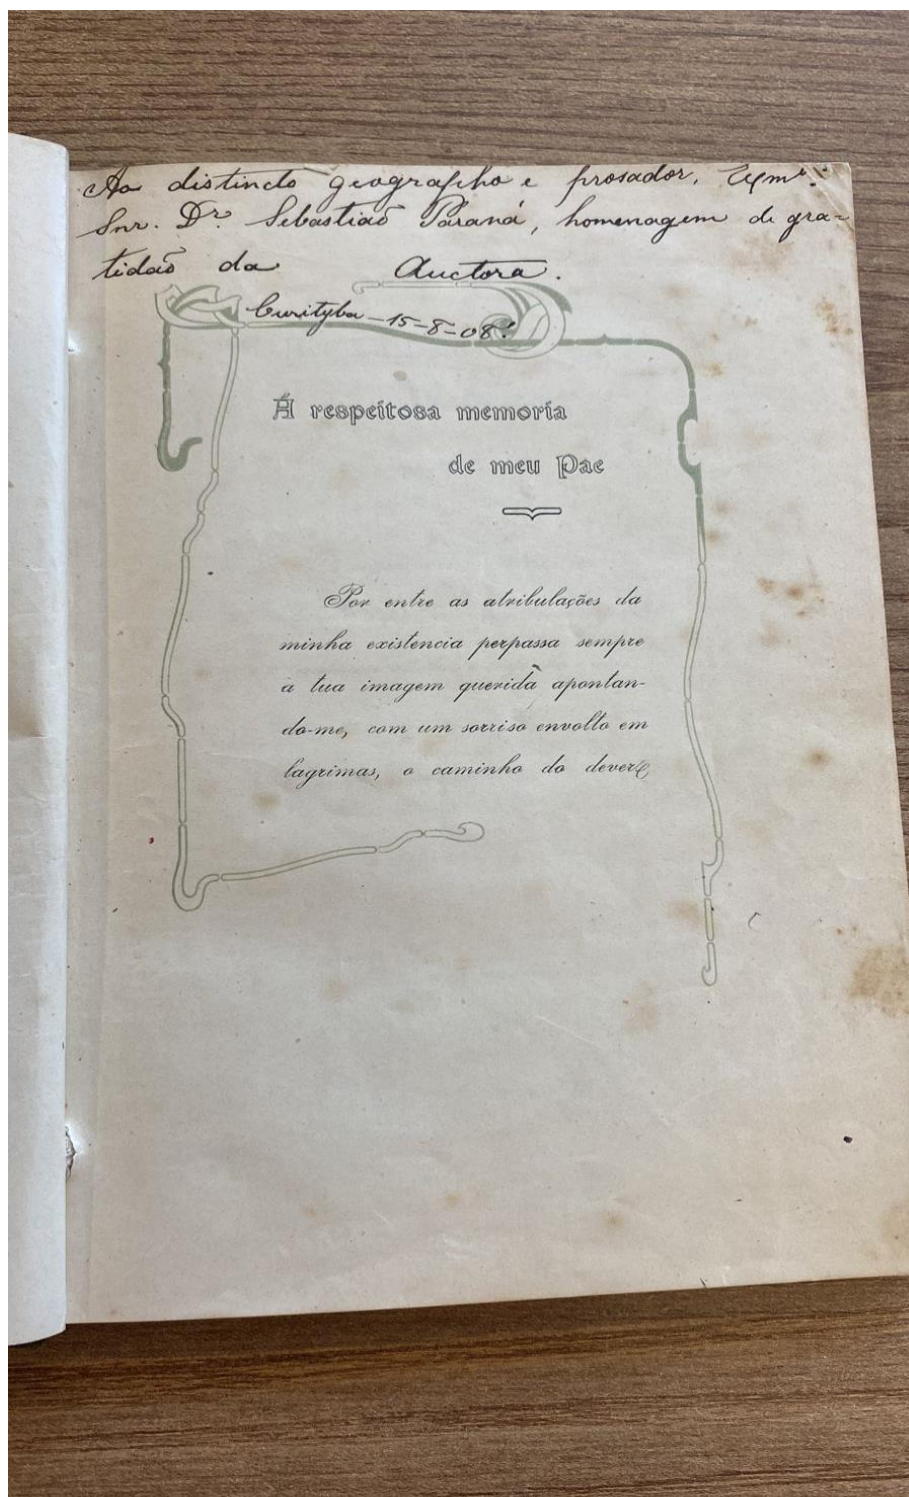 Ao distincto geographo e prosador, Exmº.
Snr. Dr. Sebastião Paraná, homenagem de gra-
tidão da Auctora.
Curityba-15-8-08!
Á respeitosa memoria
de meu Pae
Por entre as atribulações da
minha existencia perpassa sempre
a tua imagem querida apontan-
do-me, com um sorriso envolto em
lagrimas, o caminho do dever